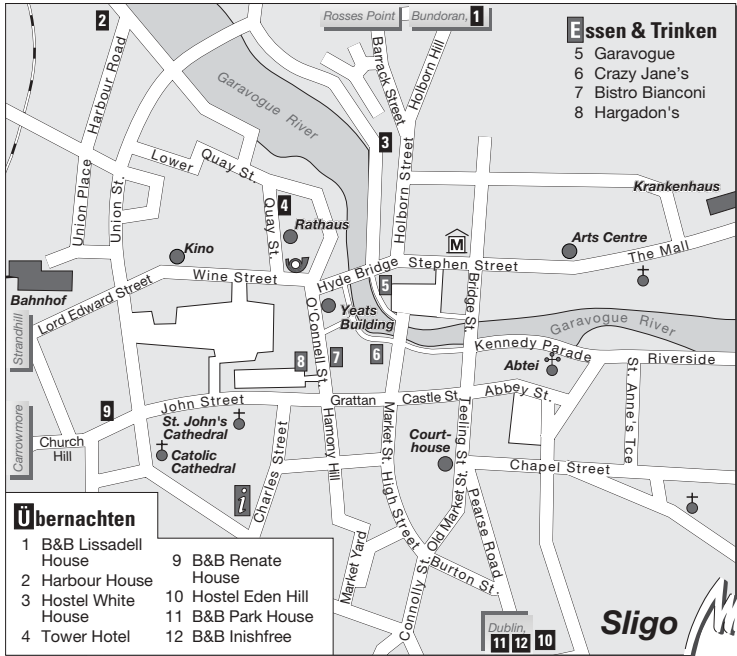 Rosses Point
Bundoran, 1
Essen & Trinken
5 Garavogue
6 Crazy Jane's
7 Bistro Bianconi
8 Hargadon's
2
Harbour Road
Garavogue River
Barrack Street
Holborn Hill
3
Holborn Street
Lower Quay St.
Union Place
Union St.
Quay St.
4
Rathaus
Kino
Krankenhaus
M
Arts Centre
The Mall
Stephen Street
Hyde Bridge
Wine Street
Bahnhof
Lord Edward Street
Strandhill
5
Bridge St.
O'Connell St.
Yeats
Building
Garavogue River
Kennedy Parade
Riverside
8
7
6
Abtei
St. Anne's Tce
9
John Street
Grattan
Castle St.
Abbey St.
St. John's
Cathedral
Catolic
Cathedral
Church
Hill
Carrowmore
Charles Street
Hamony Hill
Market St.
High Street
Court-
house
Teeling St.
Chapel Street
i
Old Market St.
Pearse Road
Market Yard
Connolly St.
Burton St.
Übernachten
1 B&B Lissadell
House
2 Harbour House
3 Hostel White
House
4 Tower Hotel
9 B&B Renate
House
10 Hostel Eden Hill
11 B&B Park House
12 B&B Inishfree
Dublin,
11 12 10
Sligo